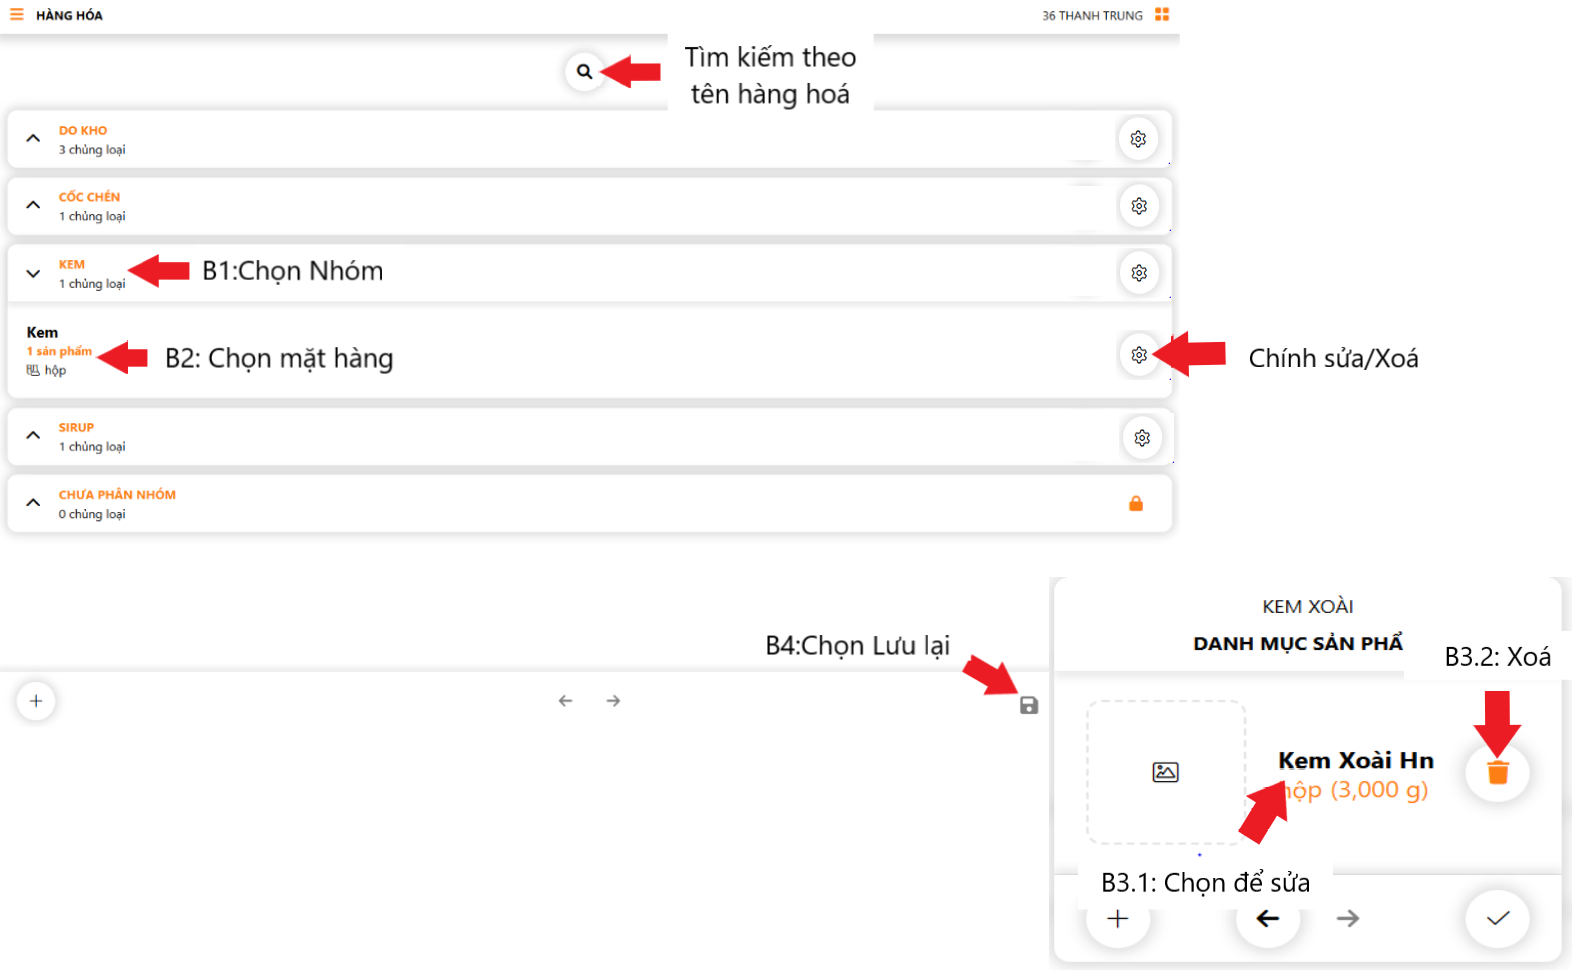 HÀNG HÓA
36 THANH TRUNG
Tìm kiếm theo
tên hàng hoá
DO KHO
3 chủng loại
CỐC CHÉN
1 chủng loại
KEM
1 chủng loại
B1:Chọn Nhóm
Kem
1 sản phẩm
hộp
B2: Chọn mặt hàng
Chính sửa/Xoá
SIRUP
1 chủng loại
CHƯA PHÂN NHÓM
0 chủng loại
B4:Chọn Lưu lại
KEM XOÀI
DANH MỤC SẢN PHẨ
B3.2: Xoá
Kem Xoài Hn
hộp (3,000 g)
B3.1: Chọn để sửa